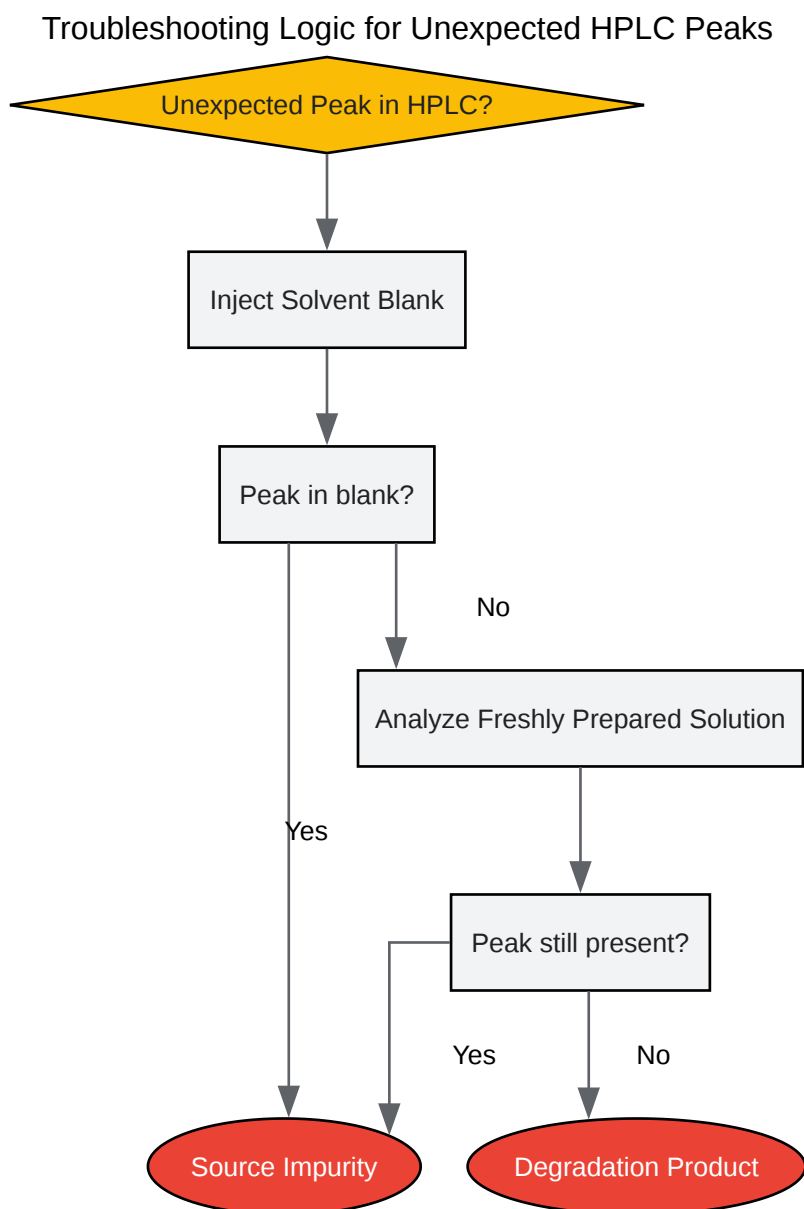 Troubleshooting Logic for Unexpected HPLC Peaks
Unexpected Peak in HPLC?
Inject Solvent Blank
Peak in blank?
No
Analyze Freshly Prepared Solution
Yes
Peak still present?
Yes
No
Source Impurity
Degradation Product